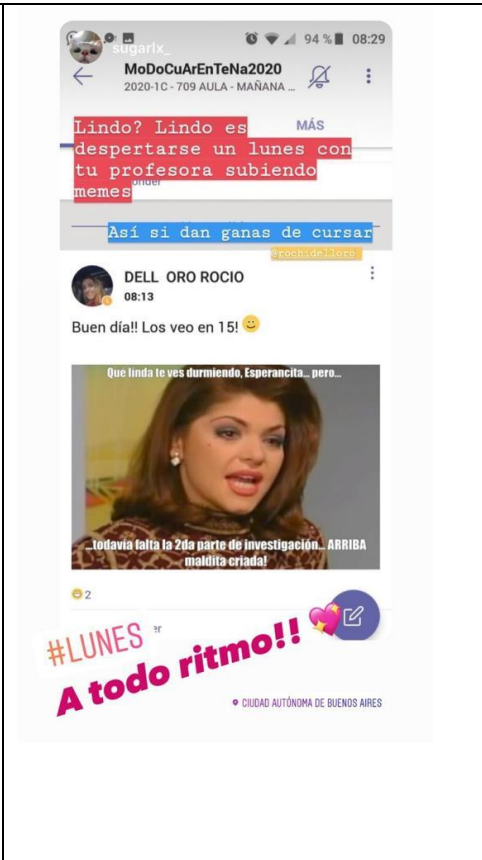 sugarlx_
94 % 08:29
MoDoCuArEnTeNa2020
2020-1C - 709 AULA - MAÑANA ...
MÁS
Lindo? Lindo es
despertarse un lunes con
tu profesora subiendo
memes
Así si dan ganas de cursar
@rochidelloro
DELL ORO ROCIO
08:13
Buen día!! Los veo en 15!
Qué linda te ves durmiendo, Esperancita... pero...
...todavía falta la 2da parte de investigación... ARRIBA
maldita criada!
2
#LUNES
A todo ritmo!!
CIUDAD AUTÓNOMA DE BUENOS AIRES